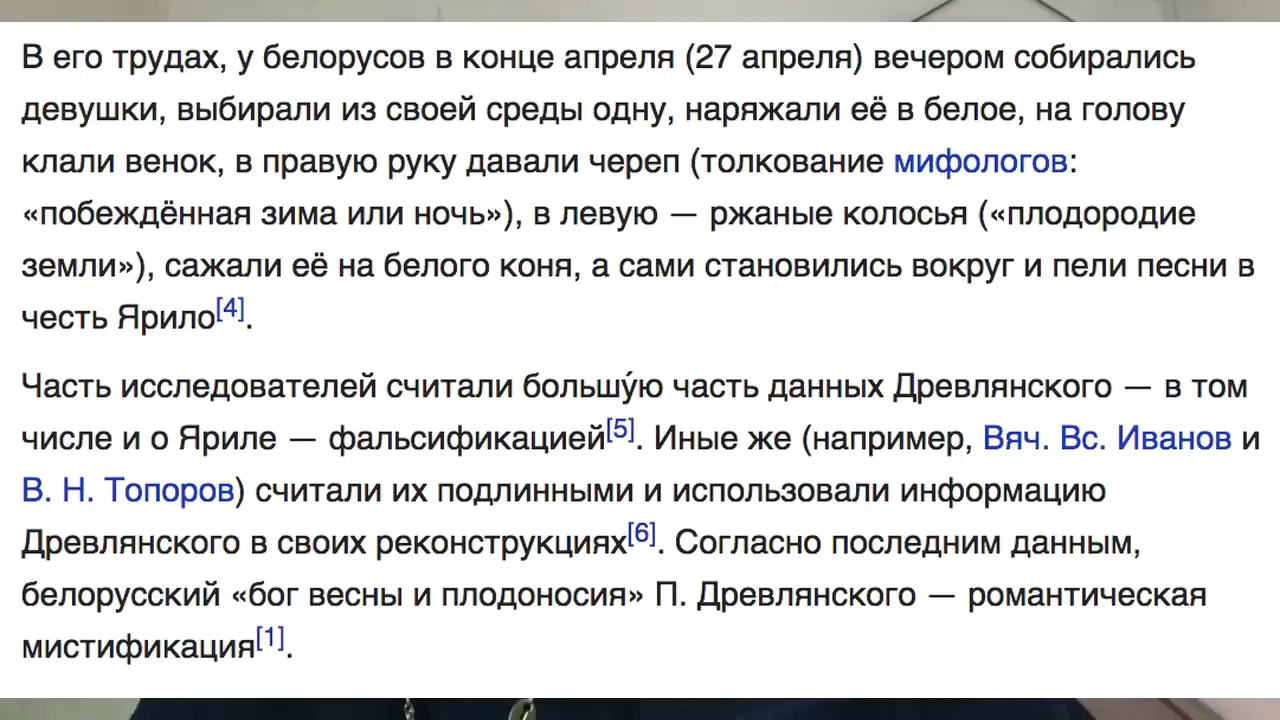 В его трудах, у белорусов в конце апреля (27 апреля) вечером собирались
девушки, выбирали из своей среды одну, наряжали её в белое, на голову
клали венок, в правую руку давали череп (толкование мифологов:
«побеждённая зима или ночь»), в левую — ржаные колосья («плодородие
земли»), сажали её на белого коня, а сами становились вокруг и пели песни в
честь Ярило[4].
Часть исследователей считали большу́ю часть данных Древлянского — в том
числе и о Яриле — фальсификацией[5]. Иные же (например, Вяч. Вс. Иванов и
В. Н. Топоров) считали их подлинными и использовали информацию
Древлянского в своих реконструкциях[6]. Согласно последним данным,
белорусский «бог весны и плодоносия» П. Древлянского — романтическая
мистификация[1].